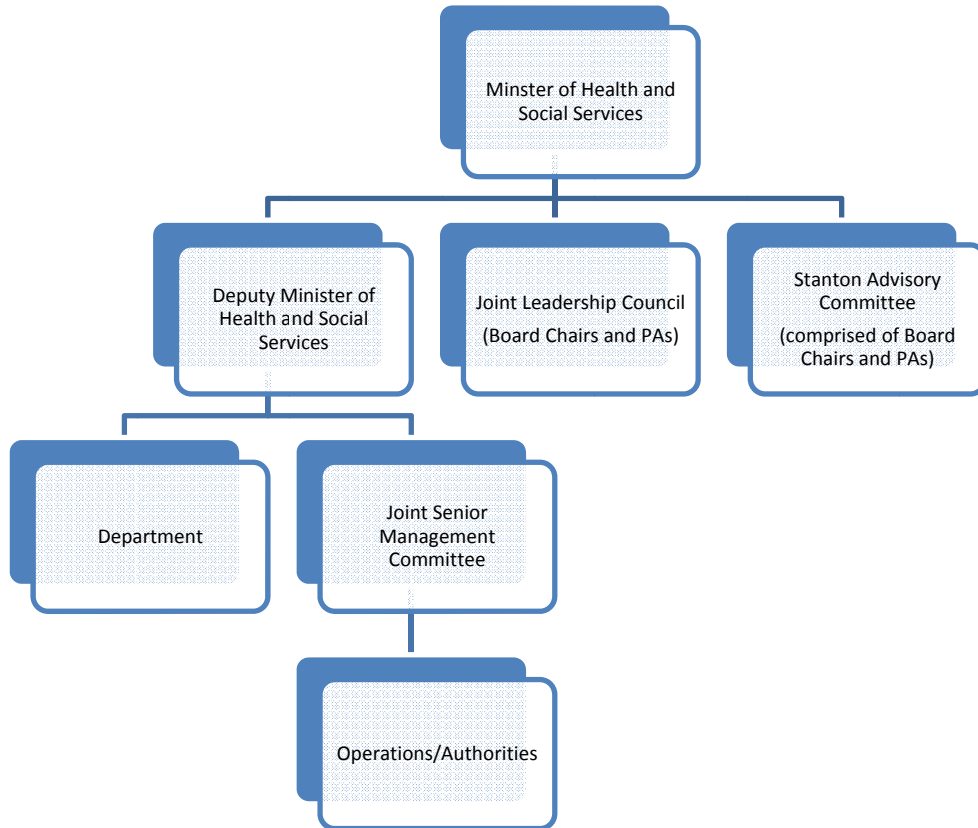 Minster of Health and
Social Services
Deputy Minister of
Health and Social
Services
Joint Leadership Council
(Board Chairs and PAs)
Stanton Advisory
Committee
(comprised of Board
Chairs and PAs)
Department
Joint Senior
Management
Committee
Operations/Authorities